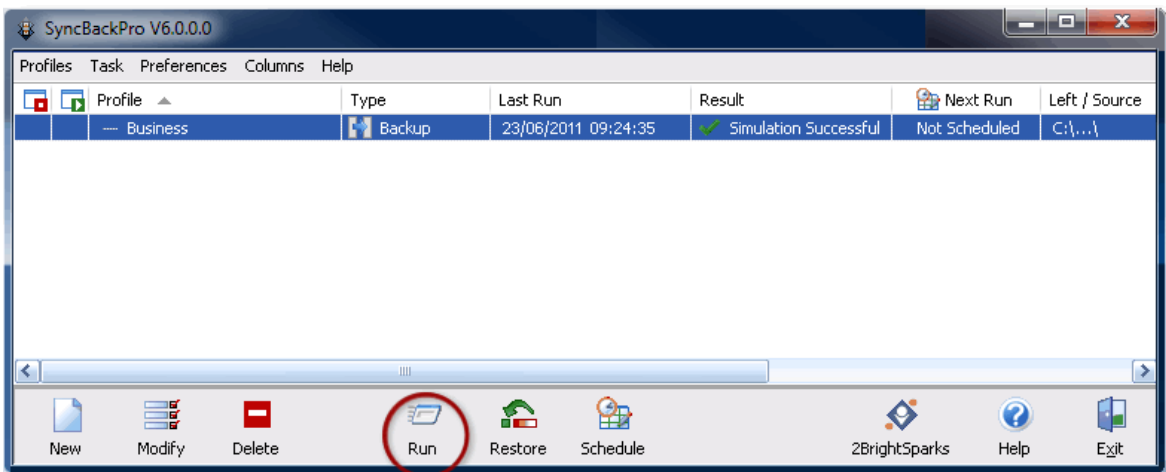 SyncBackPro V6.0.0.0
Profiles Task Preferences Columns Help
Profile Type Last Run Result Next Run Left / Source
Business Backup 23/06/2011 09:24:35 Simulation Successful Not Scheduled C:\...\
New Modify Delete Run Restore Schedule 2BrightSparks Help Exit